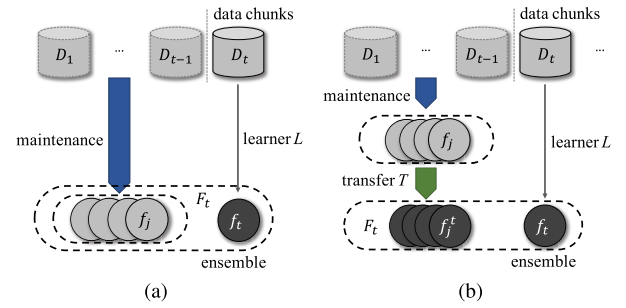 data chunks
D₁
...
Dₜ₋₁
Dₜ
maintenance
learner L
Fₜ
fⱼ
fₜ
ensemble
(a)
data chunks
D₁
...
Dₜ₋₁
Dₜ
...
maintenance
fⱼ
learner L
transfer T
Fₜ
fⱼᵗ
fₜ
ensemble
(b)